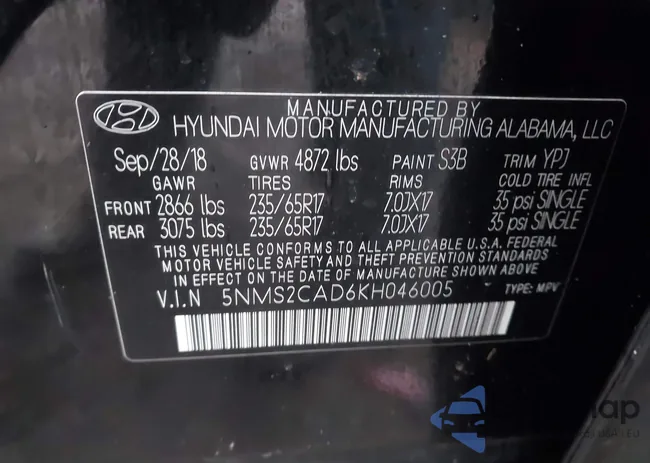 MANUFACTURED BY
HYUNDAI MOTOR MANUFACTURING ALABAMA, LLC
Sep/28/18 GVWR 4872 lbs PAINT S3B TRIM YPJ
GAWR TIRES RIMS COLD TIRE INFL
FRONT 2866 lbs 235/65R17 7.0JX17 35 psi SINGLE
REAR 3075 lbs 235/65R17 7.0JX17 35 psi SINGLE
THIS VEHICLE CONFORMS TO ALL APPLICABLE U.S.A. FEDERAL
MOTOR VEHICLE SAFETY AND THEFT PREVENTION STANDARDS
IN EFFECT ON THE DATE OF MANUFACTURE SHOWN ABOVE.
V.I.N 5NMS2CAD6KH046005 TYPE: MPV